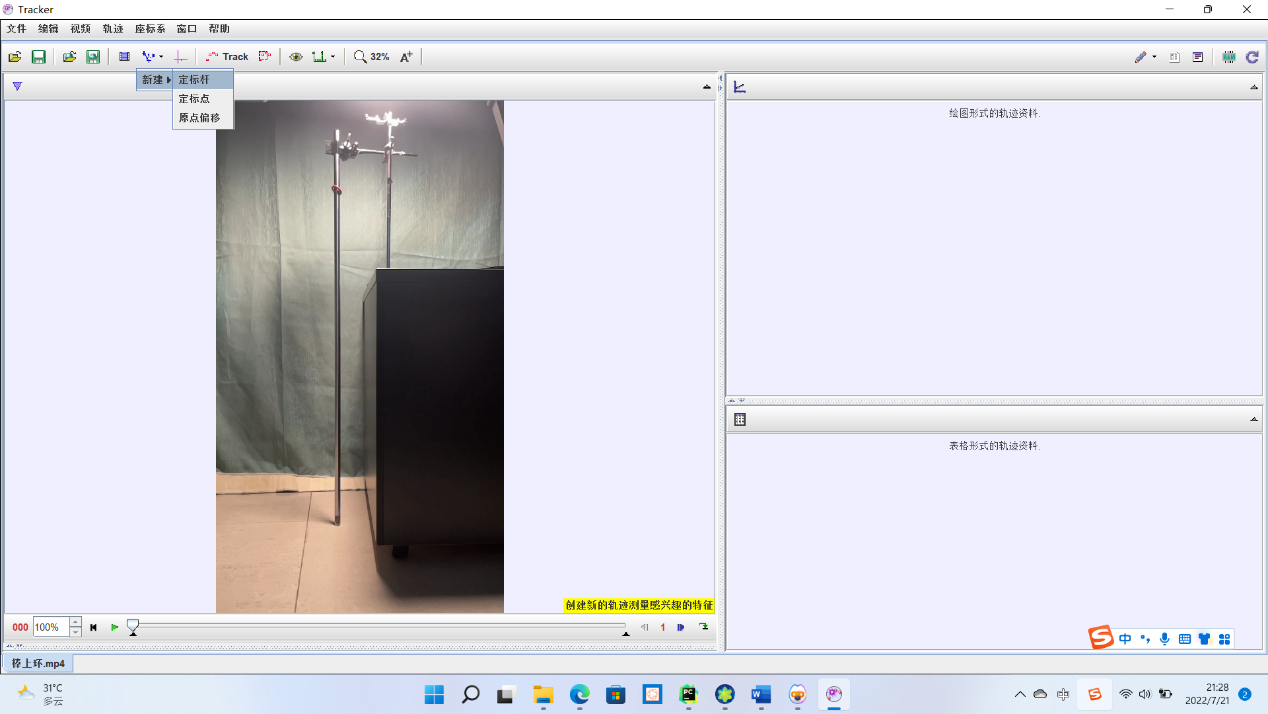 Tracker
文件 编辑 视频 轨迹 座标系 窗口 帮助
Track 32% A
新建 定标杆
定标点
原点偏移
绘图形式的轨迹资料.
表格形式的轨迹资料.
创建新的轨迹测量感兴趣的特征
000 100% 1
棒上环.mp4
中
31°C
多云
PC
W
中
S
21:28
2022/7/21
2